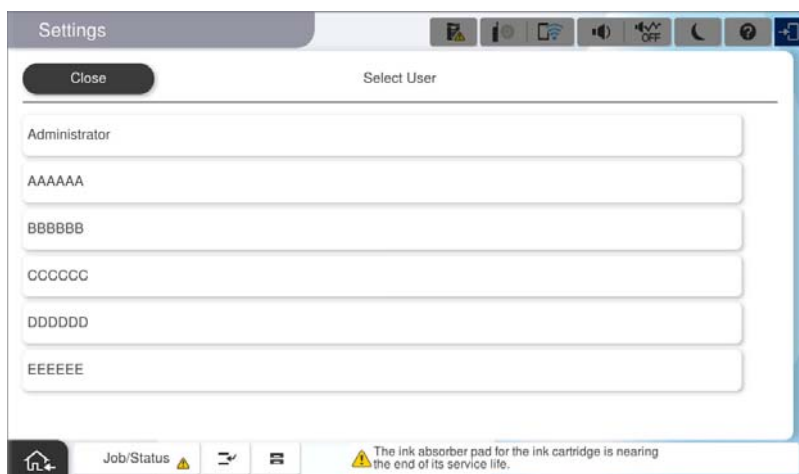 Settings
OFF
Close
Select User
Administrator
AAAAAA
BBBBBB
CCCCCC
DDDDDD
EEEEEE
Job/Status
The ink absorber pad for the ink cartridge is nearing
the end of its service life.